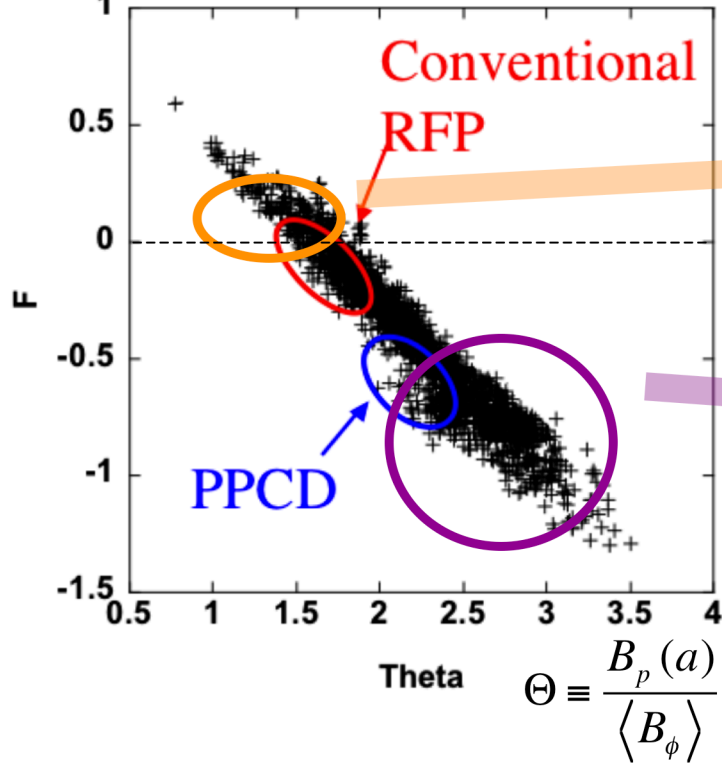 1
Conventional
RFP
0.5
0
F
-0.5
PPCD
-1
-1.5
0.5 1 1.5 2 2.5 3 3.5 4
Theta
Θ ≡ B_p (a) / ⟨B_ϕ⟩